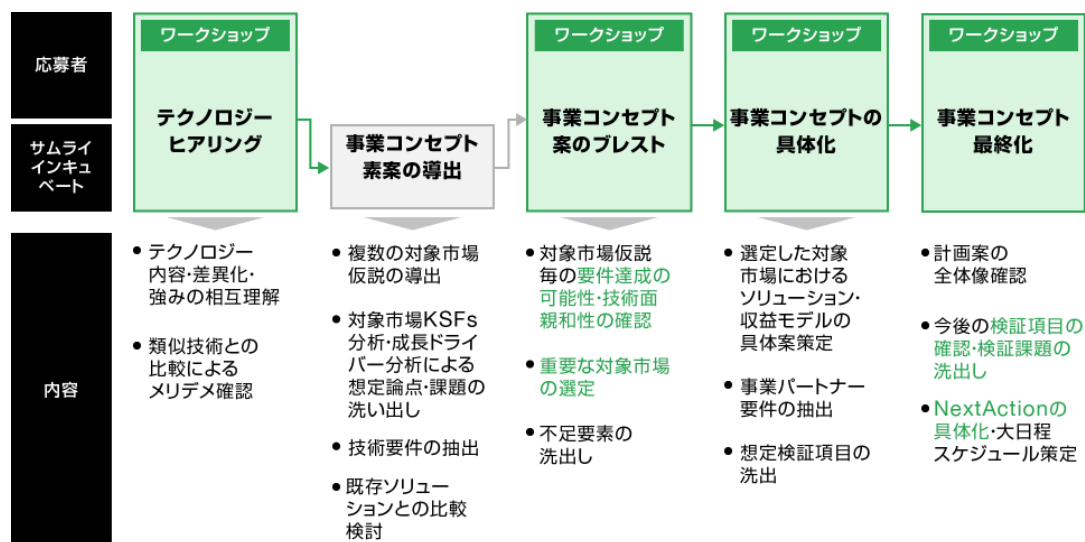 応募者
サムライ
インキュ
ベート
内容
ワークショップ
テクノロジー
ヒアリング
事業コンセプト
素案の導出
ワークショップ
事業コンセプト
案のブレスト
ワークショップ
事業コンセプトの
具体化
ワークショップ
事業コンセプト
最終化
• テクノロジー
内容・差異化・
強みの相互理解
• 類似技術との
比較による
メリデメ確認
• 複数の対象市場
仮説の導出
• 対象市場KSFs
分析・成長ドライ
バー分析による
想定論点・課題の
洗い出し
• 技術要件の抽出
• 既存ソリュー
ションとの比較
検討
• 対象市場仮説
毎の要件達成の
可能性・技術面
親和性の確認
• 重要な対象市場
の選定
• 不足要素の
洗出し
• 選定した対象
市場における
ソリューション・
収益モデルの
具体案策定
• 事業パートナー
要件の抽出
• 想定検証項目の
洗出
• 計画案の
全体像確認
• 今後の検証項目の
確認・検証課題の
洗出し
• NextActionの
具体化・大日程
スケジュール策定